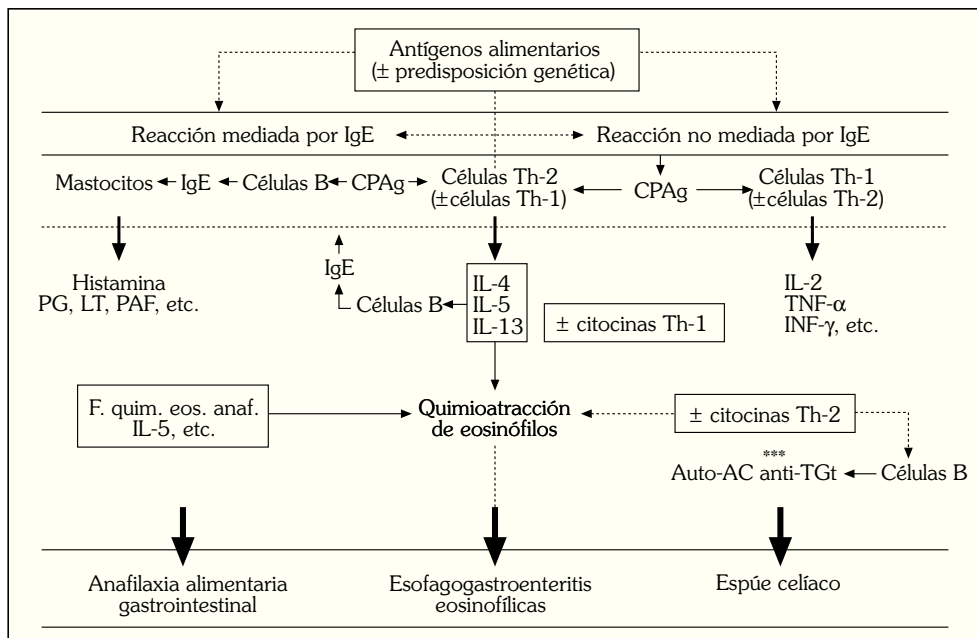 Antígenos alimentarios
(± predisposición genética)
Reacción mediada por IgE
Reacción no mediada por IgE
Mastocitos
IgE
Células B
CPAg
Células Th-2
(±células Th-1)
CPAg
Células Th-1
(±células Th-2)
Histamina
PG, LT, PAF, etc.
IgE
Células B
IL-4
IL-5
IL-13
± citocinas Th-1
IL-2
TNF-α
INF-γ, etc.
F. quim. eos. anaf.
IL-5, etc.
Quimioatracción
de eosinófilos
± citocinas Th-2
***
Auto-AC anti-TGt
Células B
Anafilaxia alimentaria
gastrointestinal
Esofagogastroenteritis
eosinofílicas
Espúe celíaco